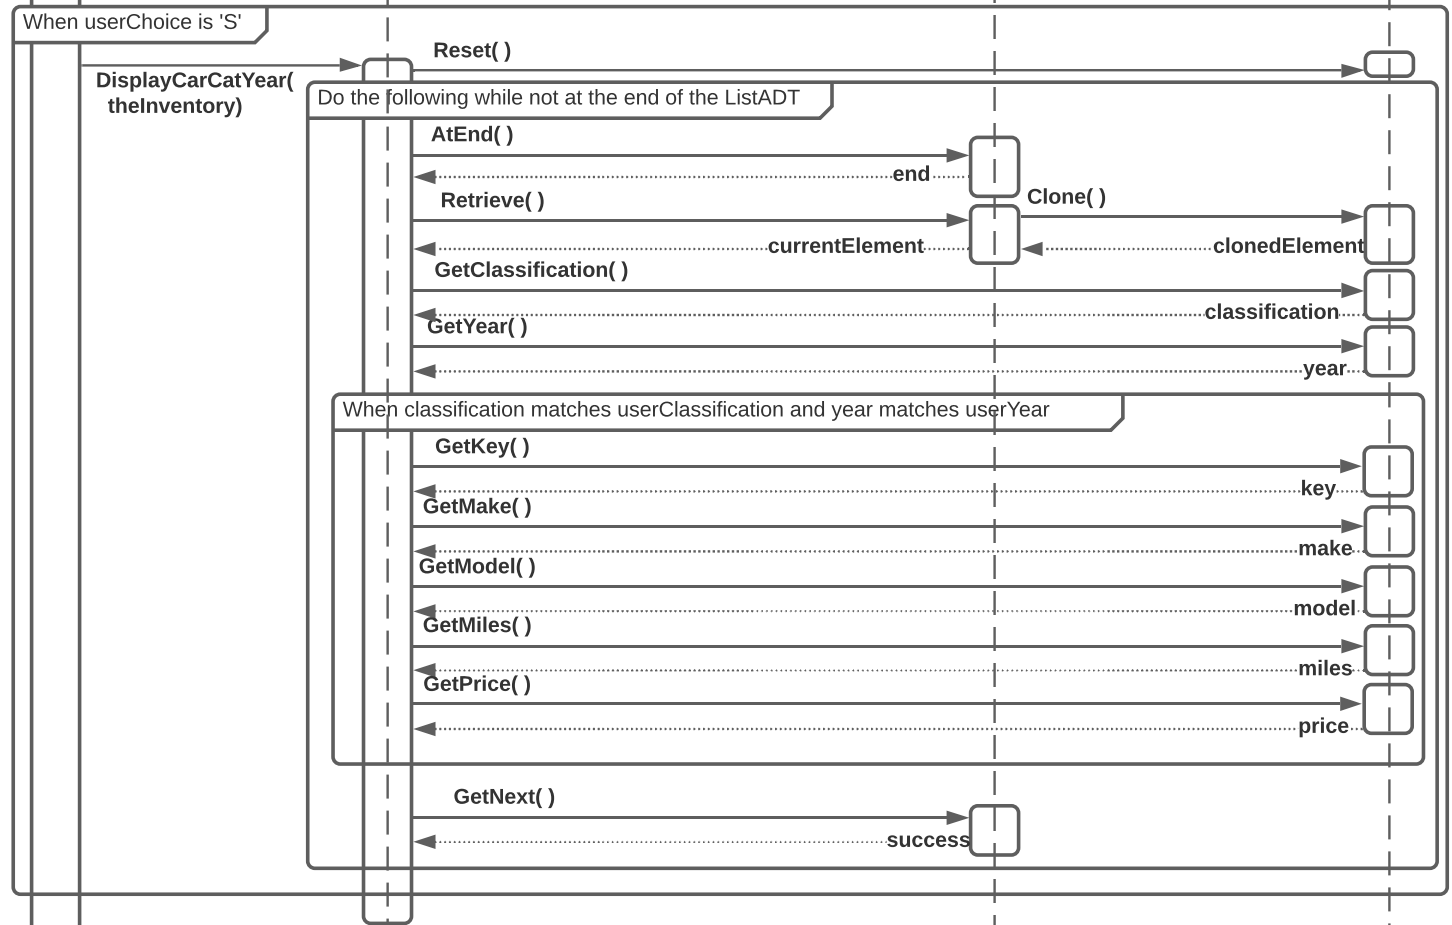 When userChoice is 'S'
Reset( )
DisplayCarCatYear(
theInventory)
Do the following while not at the end of the ListADT
AtEnd( )
end
Retrieve( )
Clone( )
currentElement
clonedElement
GetClassification( )
classification
GetYear( )
year
When classification matches userClassification and year matches userYear
GetKey( )
key
GetMake( )
make
GetModel( )
model
GetMiles( )
miles
GetPrice( )
price
GetNext( )
success